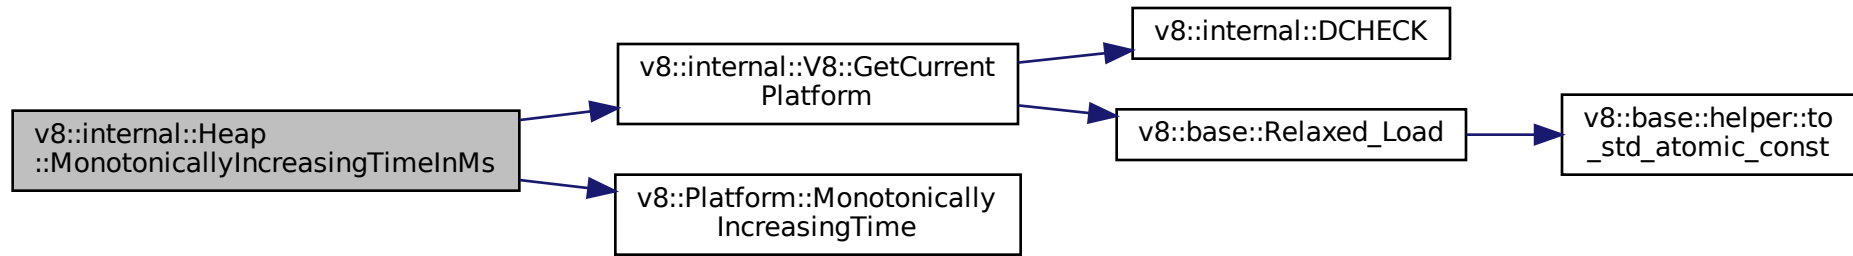 v8::internal::Heap
::MonotonicallyIncreasingTimeInMs
v8::internal::V8::GetCurrent
Platform
v8::Platform::Monotonically
IncreasingTime
v8::internal::DCHECK
v8::base::Relaxed_Load
v8::base::helper::to
_std_atomic_const